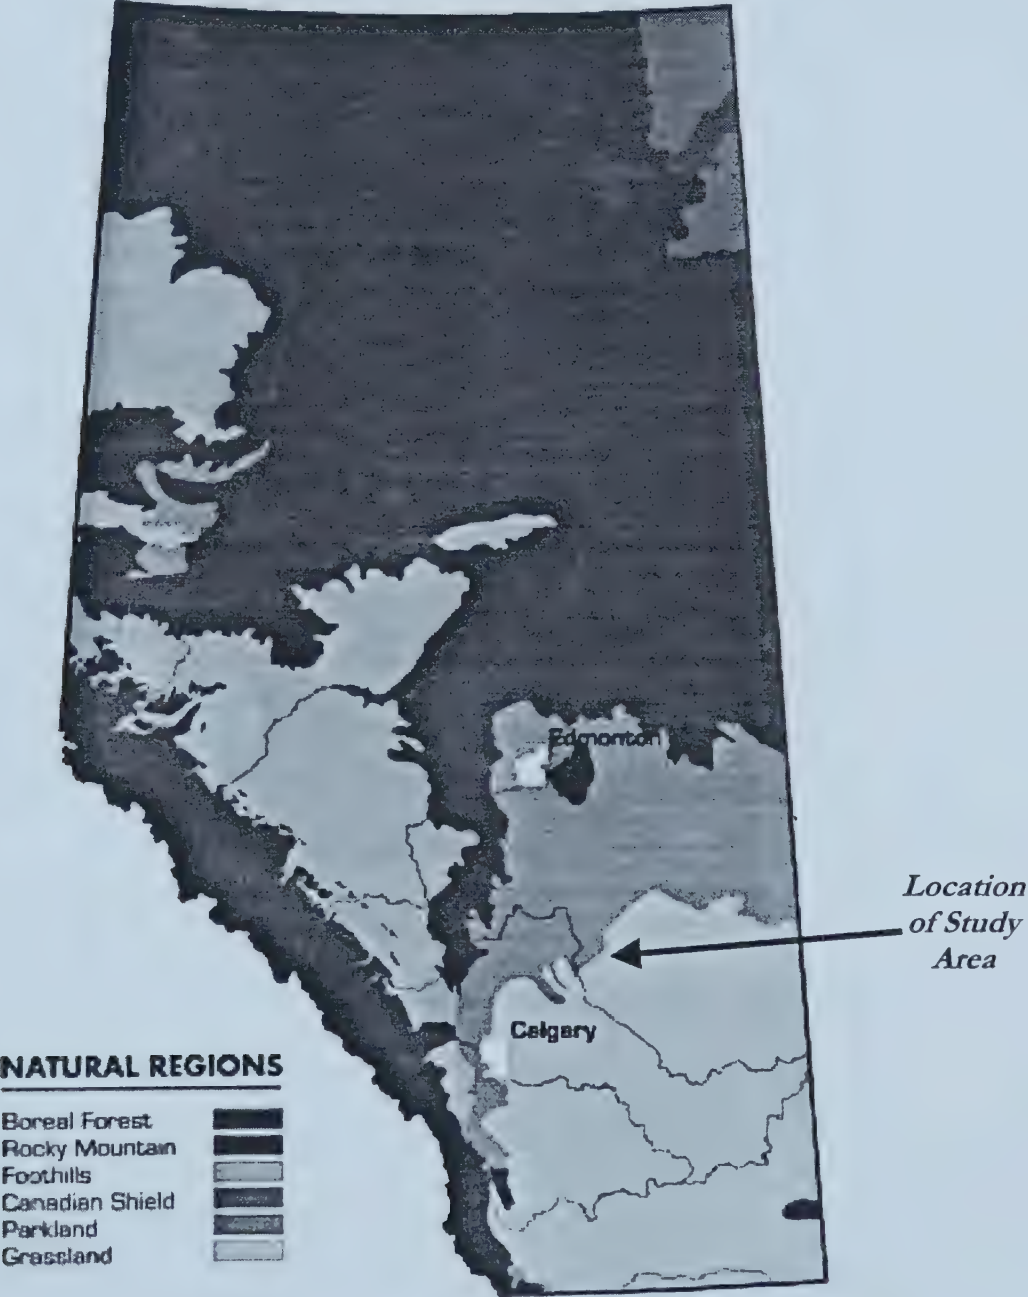 Edmonton
Location
of Study
Area
Calgary
NATURAL REGIONS
Boreal Forest
Rocky Mountain
Foothills
Canadian Shield
Parkland
Grassland